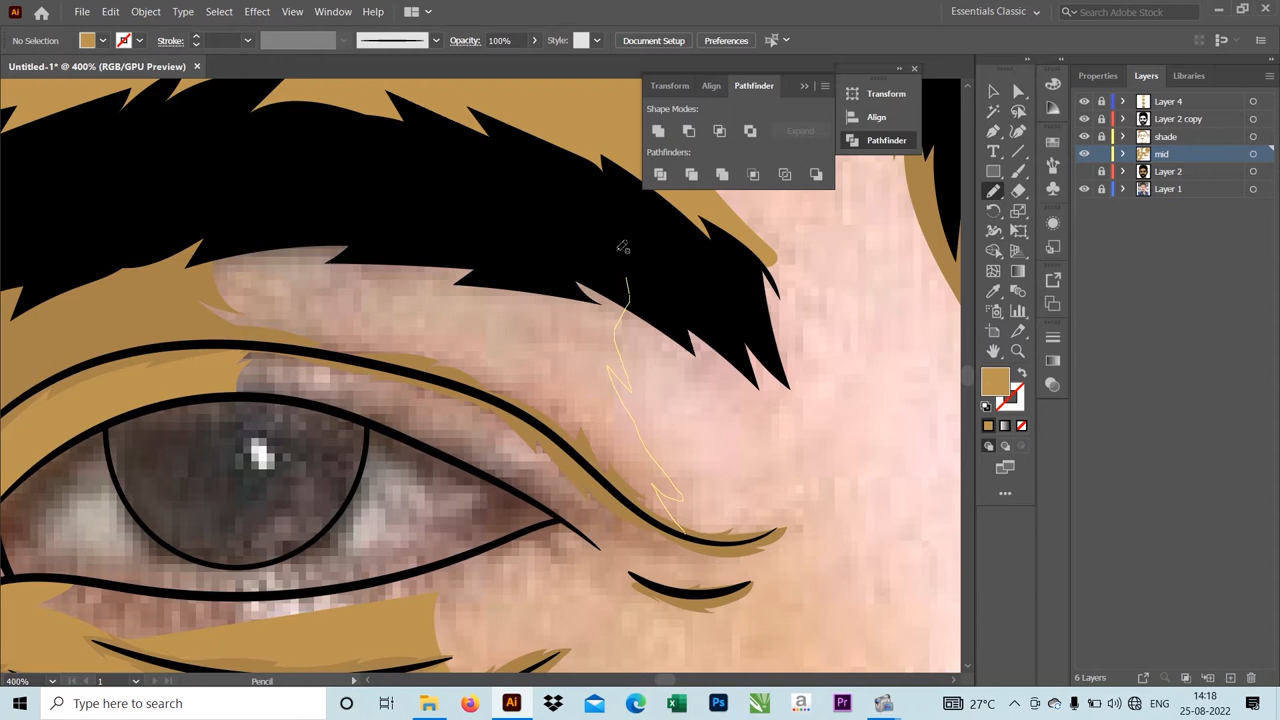 Ai File Edit Object Type Select Effect View Window Help Essentials Classic Search Adobe Stock
No Selection Stroke: Opacity: 100% Style: Document Setup Preferences
Untitled-1* @ 400% (RGB/GPU Preview) ×
Transform Align Pathfinder
Shape Modes:
Expand
Pathfinders:
Transform
Align
Pathfinder
Properties Layers Libraries
Layer 4
Layer 2 copy
shade
mid
Layer 2
Layer 1
400% 1 Pencil 6 Layers
Type here to search
27°C ENG 14:18 25-08-2022